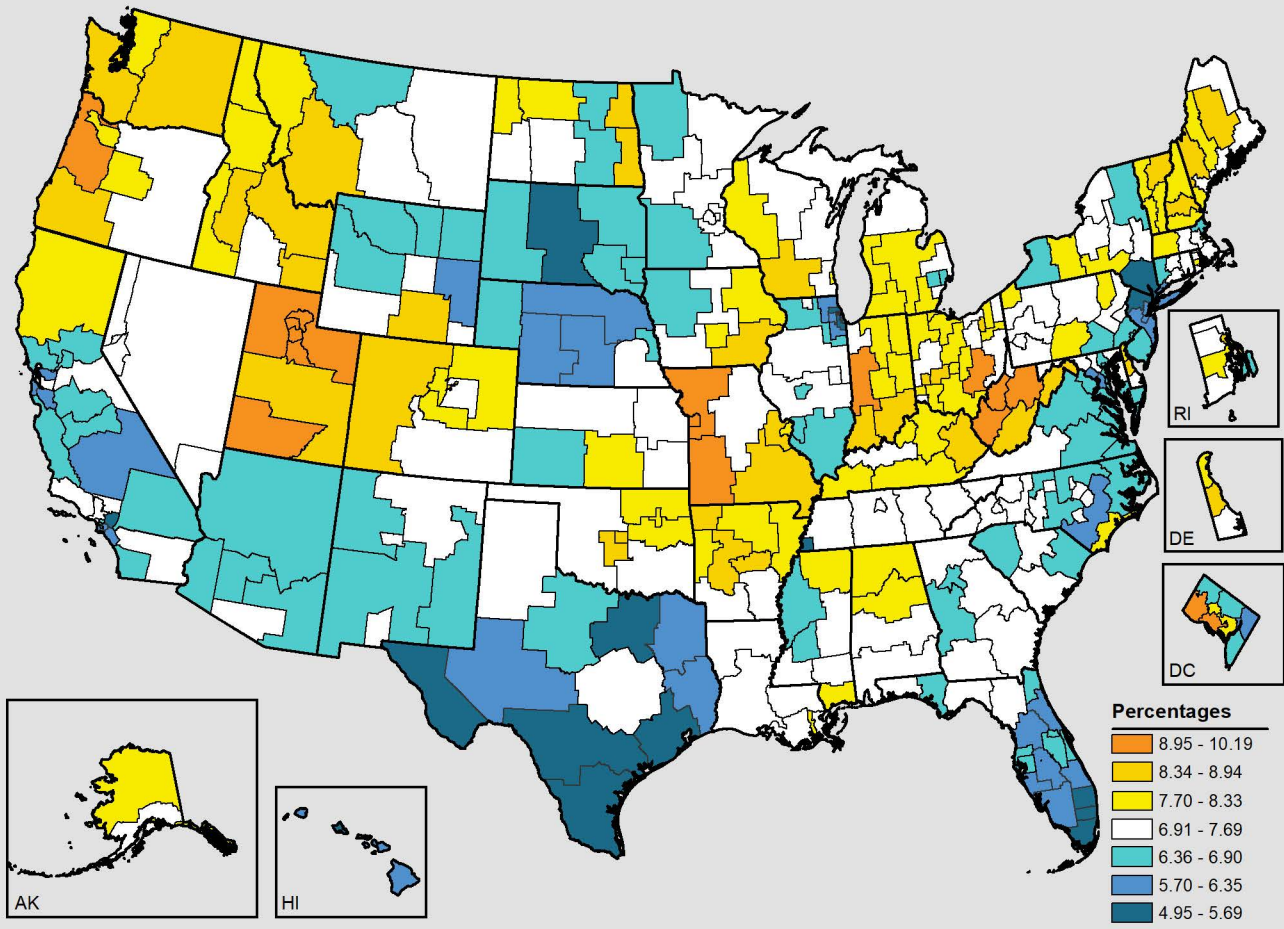 RI
DE
DC
AK
HI
Percentages
8.95 - 10.19
8.34 - 8.94
7.70 - 8.33
6.91 - 7.69
6.36 - 6.90
5.70 - 6.35
4.95 - 5.69